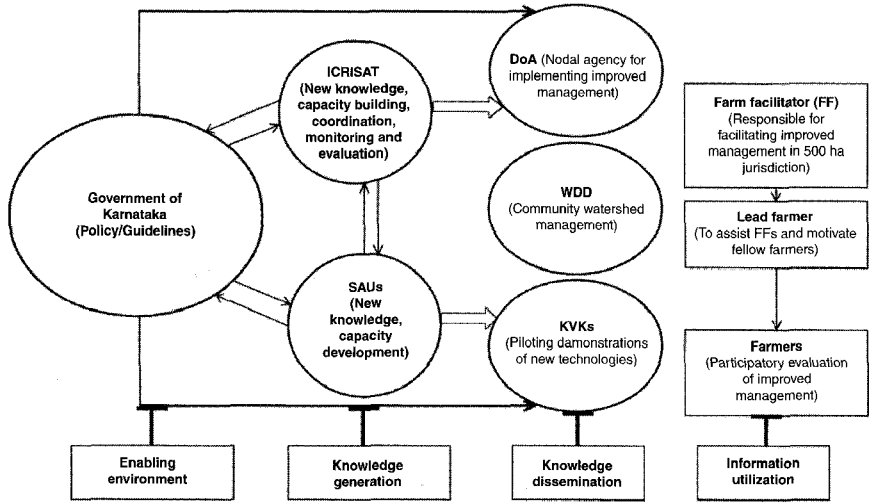 Government of
Karnataka
(Policy/Guidelines)
ICRISAT
(New knowledge,
capacity building,
coordination,
monitoring and
evaluation)
SAUs
(New
knowledge,
capacity
development)
DoA (Nodal agency for
implementing improved
management)
WDD
(Community watershed
management)
KVKs
(Piloting damonstrations
of new technologies)
Farm facilitator (FF)
(Responsible for
facilitating improved
management in 500 ha
jurisdiction)
Lead farmer
(To assist FFs and motivate
fellow farmers)
Farmers
(Participatory evaluation
of improved
management)
Enabling
environment
Knowledge
generation
Knowledge
dissemination
Information
utilization